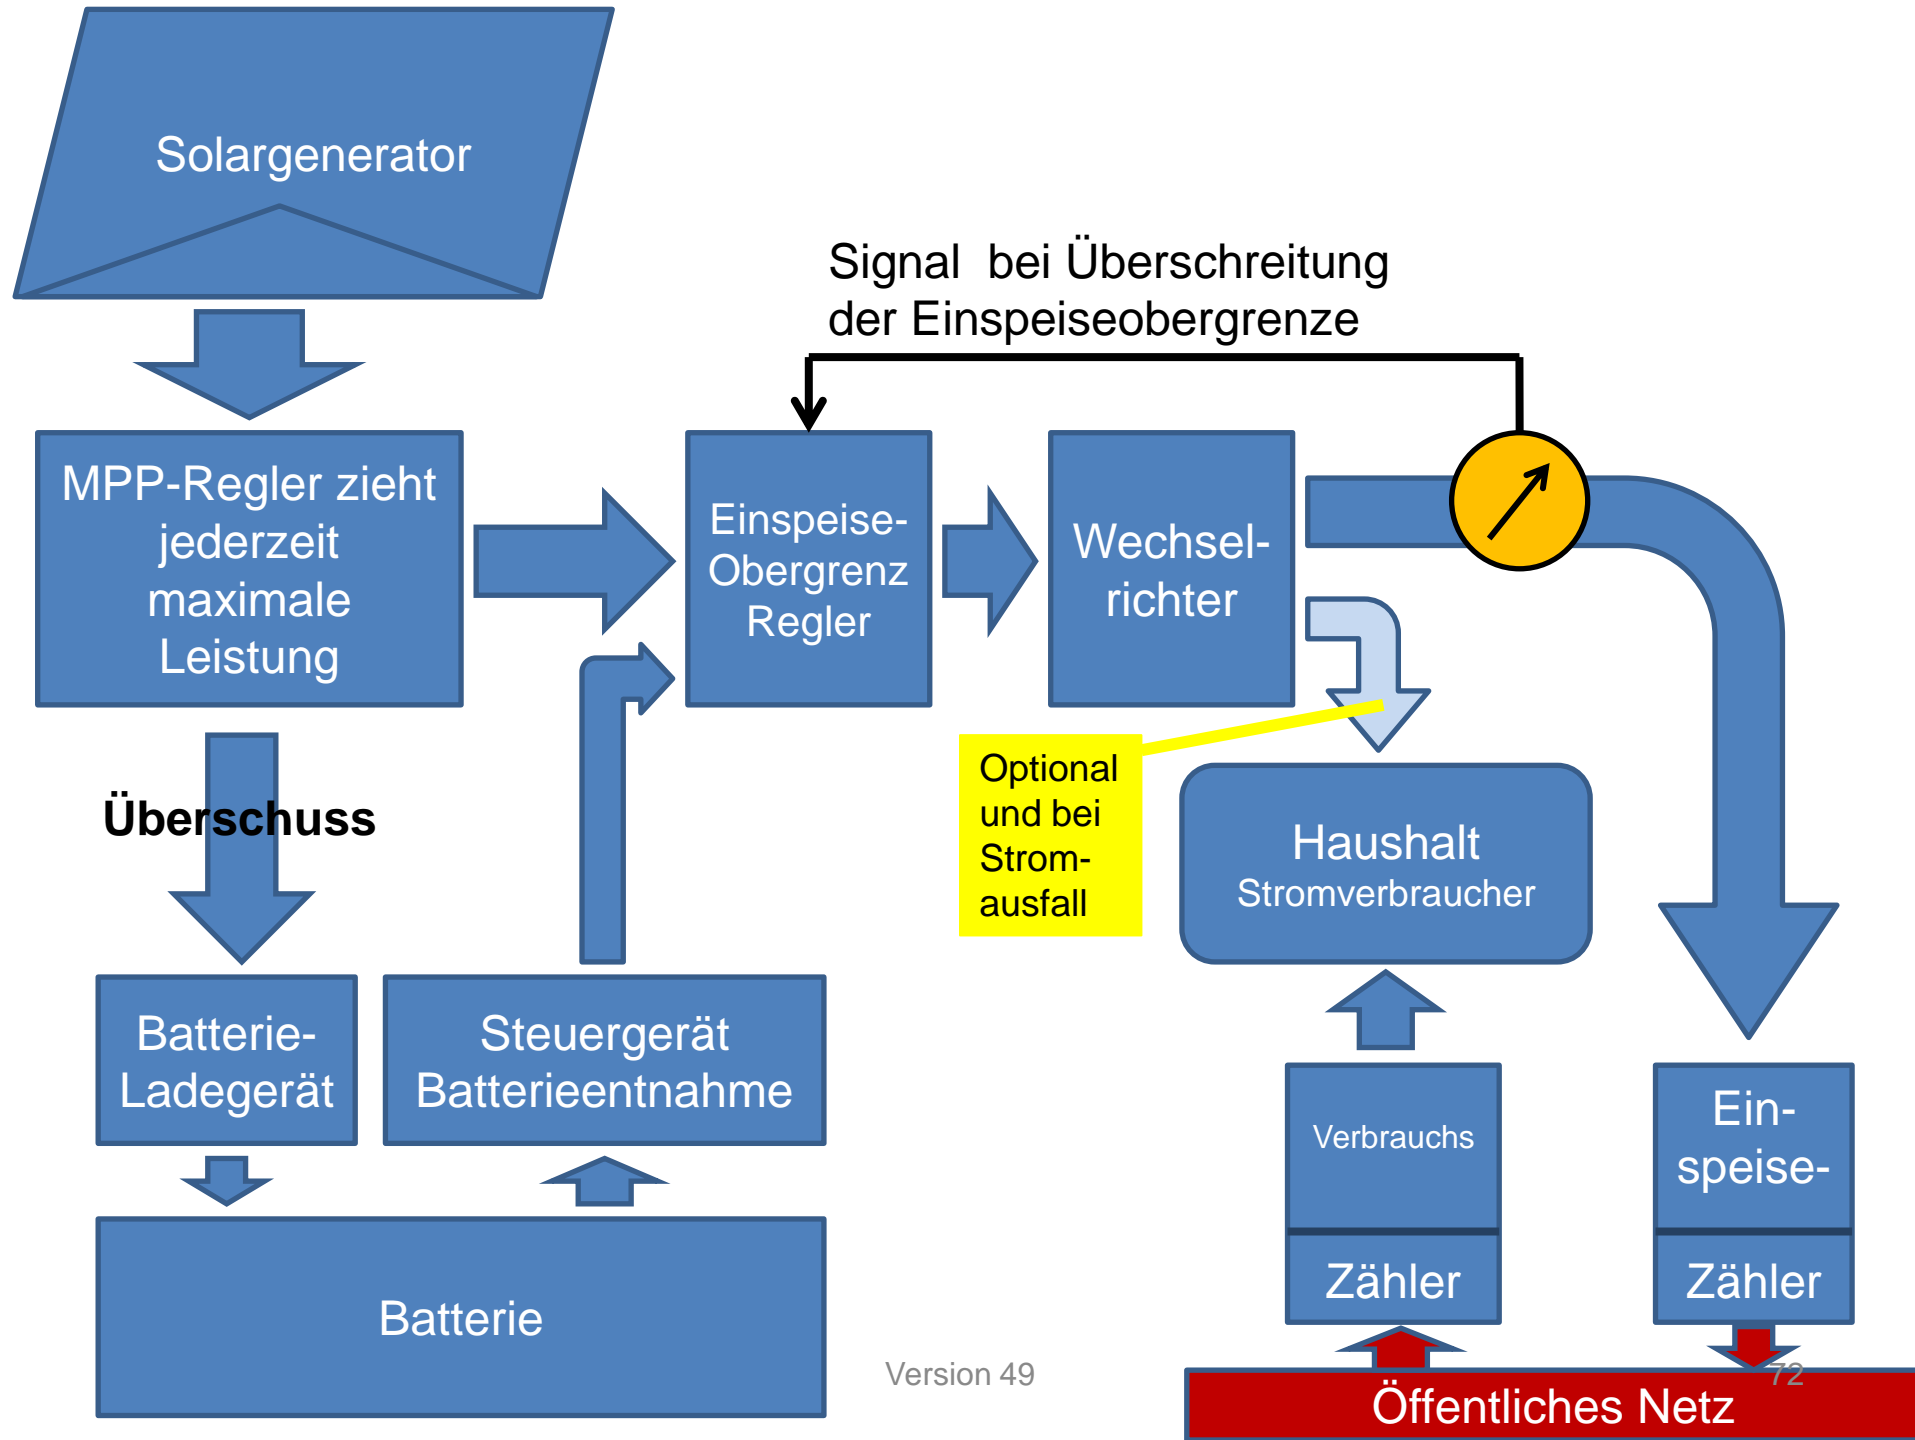 Solargenerator
Signal bei Überschreitung
der Einspeiseobergrenze
MPP-Regler zieht
jederzeit
maximale
Leistung
Einspeise-
Obergrenz
Regler
Wechsel-
richter
Überschuss
Optional
und bei
Strom-
ausfall
Haushalt
Stromverbraucher
Batterie-
Ladegerät
Steuergerät
Batterieentnahme
Verbrauchs
Zähler
Ein-
speise-
Zähler
Batterie
Version 49
72
Öffentliches Netz